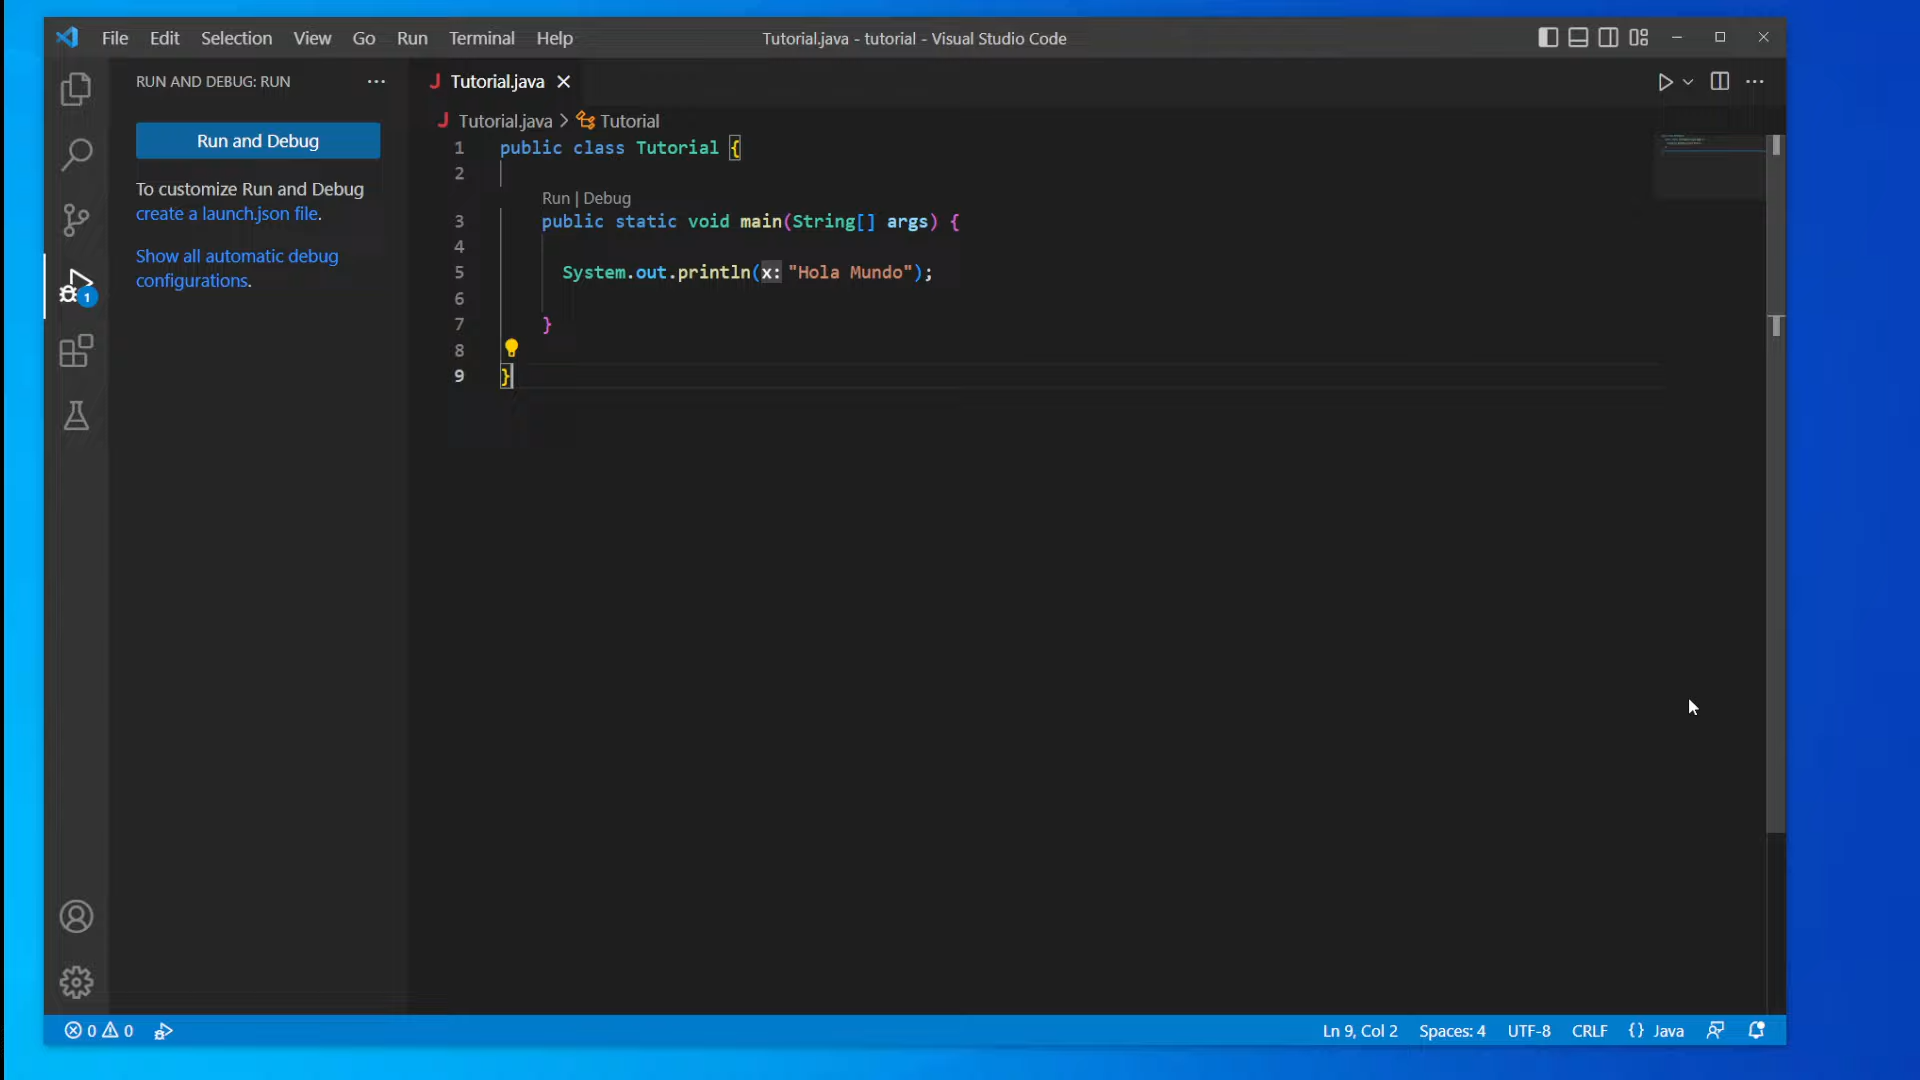 File Edit Selection View Go Run Terminal Help Tutorial.java - tutorial - Visual Studio Code
RUN AND DEBUG: RUN ···
Run and Debug
To customize Run and Debug
create a launch.json file.
Show all automatic debug
configurations.
1
J Tutorial.java
J Tutorial.java > Tutorial
1 public class Tutorial {
2
Run | Debug
3 public static void main(String[] args) {
4
5 System.out.println(x: "Hola Mundo");
6
7 }
8
9 }
0 0 Ln 9, Col 2 Spaces: 4 UTF-8 CRLF {} Java